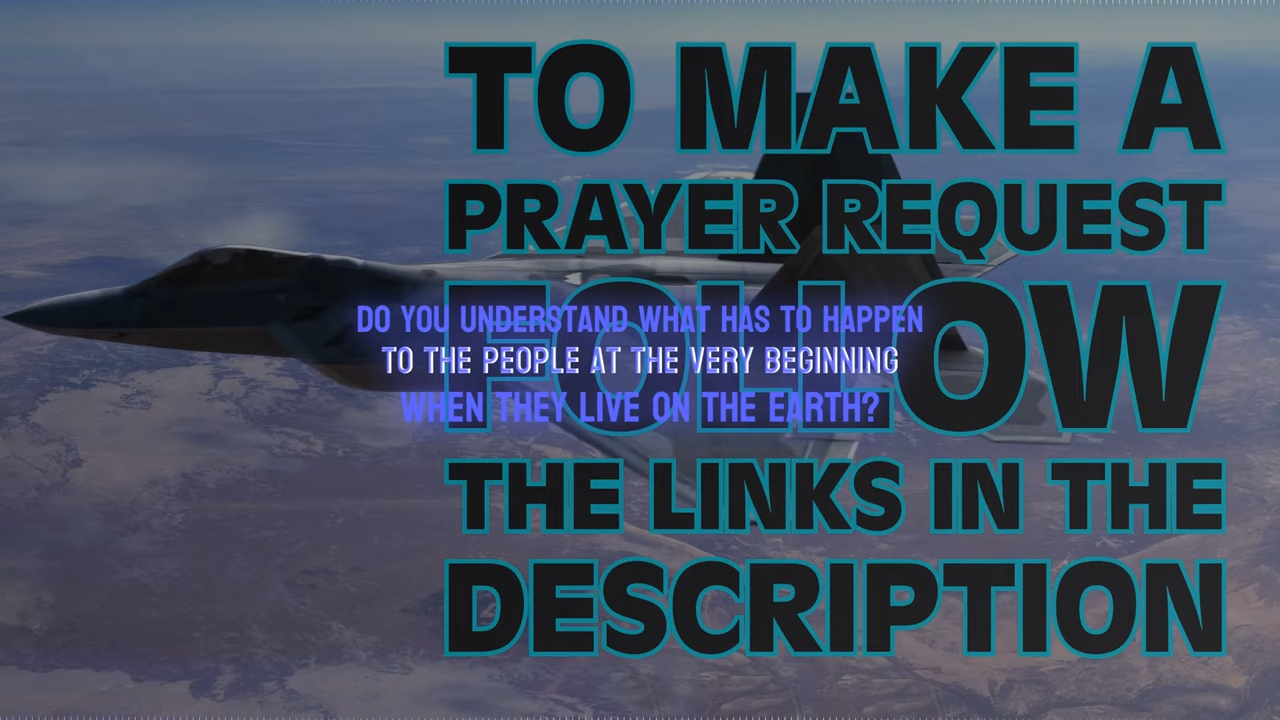 TO MAKE A
PRAYER REQUEST
FOLLOW
THE LINKS IN THE
DESCRIPTION
DO YOU UNDERSTAND WHAT HAS TO HAPPEN
TO THE PEOPLE AT THE VERY BEGINNING
WHEN THEY LIVE ON THE EARTH?